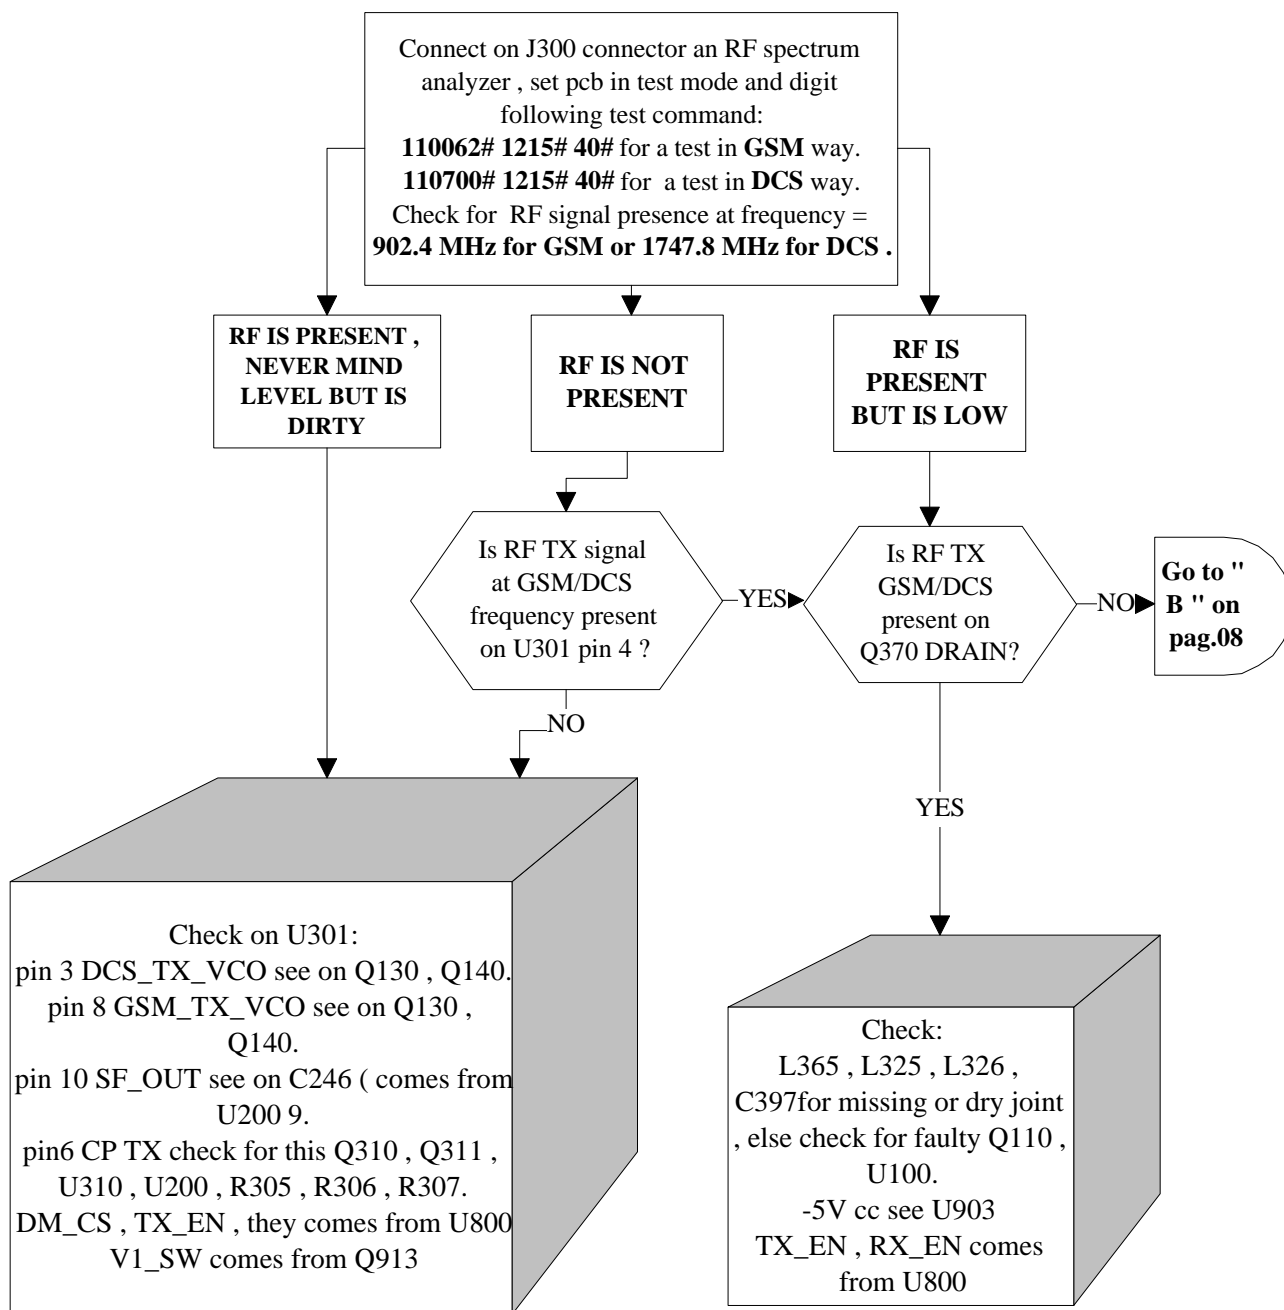 Connect on J300 connector an RF spectrum
analyzer , set pcb in test mode and digit
following test command:
110062# 1215# 40# for a test in GSM way.
110700# 1215# 40# for a test in DCS way.
Check for RF signal presence at frequency =
902.4 MHz for GSM or 1747.8 MHz for DCS .
RF IS PRESENT ,
NEVER MIND
LEVEL BUT IS
DIRTY
RF IS NOT
PRESENT
RF IS
PRESENT
BUT IS LOW
Is RF TX signal
at GSM/DCS
frequency present
on U301 pin 4 ?
YES
Is RF TX
GSM/DCS
present on
Q370 DRAIN?
NO
Go to "
B " on
pag.08
NO
YES
Check on U301:
pin 3 DCS_TX_VCO see on Q130 , Q140.
pin 8 GSM_TX_VCO see on Q130 ,
Q140.
pin 10 SF_OUT see on C246 ( comes from
U200 9.
pin6 CP TX check for this Q310 , Q311 ,
U310 , U200 , R305 , R306 , R307.
DM_CS , TX_EN , they comes from U800
V1_SW comes from Q913
Check:
L365 , L325 , L326 ,
C397for missing or dry joint
, else check for faulty Q110 ,
U100.
-5V cc see U903
TX_EN , RX_EN comes
from U800